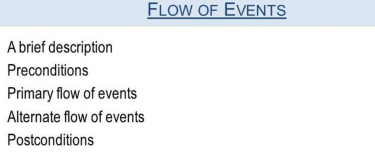 FLOW OF EVENTS
A brief description
Preconditions
Primary flow of events
Alternate flow of events
Postconditions